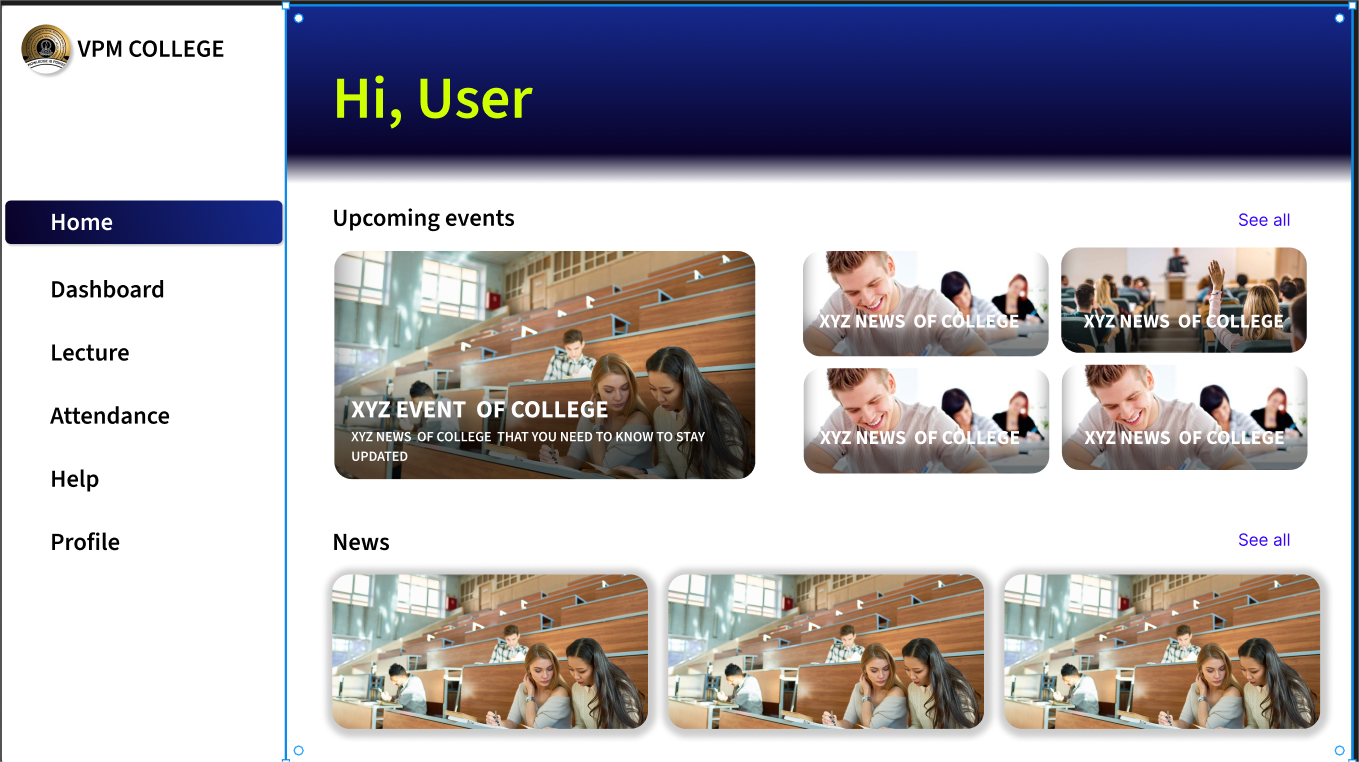 VPM COLLEGE
Hi, User
Home
Dashboard
Lecture
Attendance
Help
Profile
Upcoming events
See all
XYZ EVENT OF COLLEGE
XYZ NEWS OF COLLEGE THAT YOU NEED TO KNOW TO STAY
UPDATED
XYZ NEWS OF COLLEGE
XYZ NEWS OF COLLEGE
XYZ NEWS OF COLLEGE
XYZ NEWS OF COLLEGE
News
See all